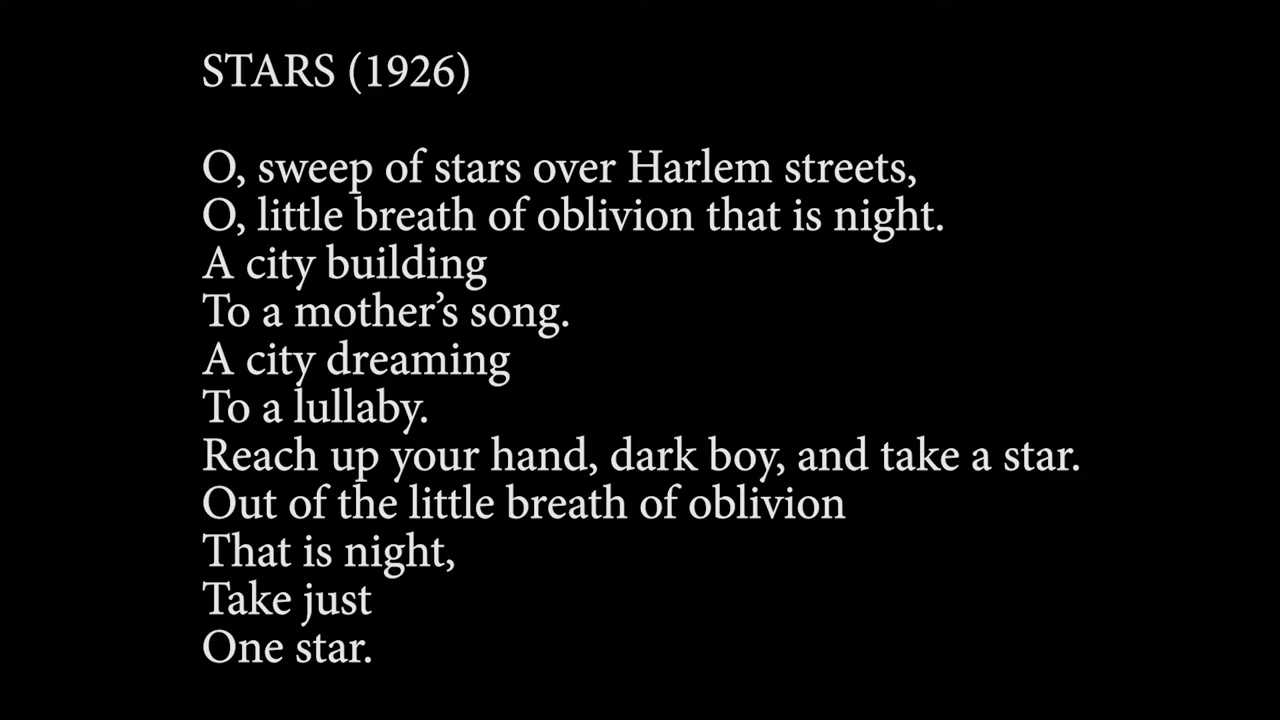 STARS (1926)
O, sweep of stars over Harlem streets,
O, little breath of oblivion that is night.
A city building
To a mother’s song.
A city dreaming
To a lullaby.
Reach up your hand, dark boy, and take a star.
Out of the little breath of oblivion
That is night,
Take just
One star.